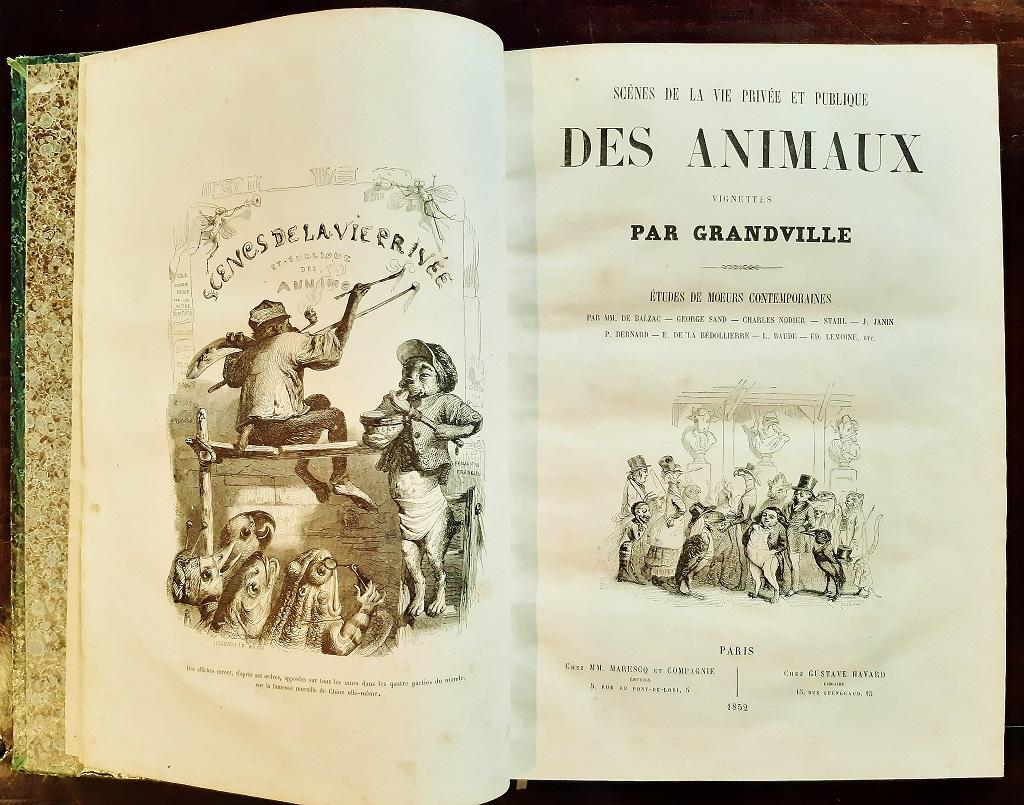 SCÈNES DE LA VIE PRIVÉE
ET PUBLIQUE
DES
Des affiches seront, d'après ses ordres, apposées sur tous les murs dans les quatre parties du monde,
sur la fameuse muraille de Chine elle-même.
SCÈNES DE LA VIE PRIVÉE ET PUBLIQUE
DES ANIMAUX
VIGNETTES
PAR GRANDVILLE
ÉTUDES DE MOEURS CONTEMPORAINES
PAR MM. DE BALZAC — GEORGE SAND — CHARLES NODIER — STAHL — J. JANIN
P. BERNARD — E. DE LA BÉDOLLIERRE — L. BAUDE — ED. LEMOINE, ETC.
PARIS
CHEZ MM. MARESCQ ET COMPAGNIE
ÉDITEURS
5, RUE DU PONT-DE-LODI, 5
CHEZ GUSTAVE HAVARD
LIBRAIRE
15, RUE GUÉNÉGAUD, 15
1852